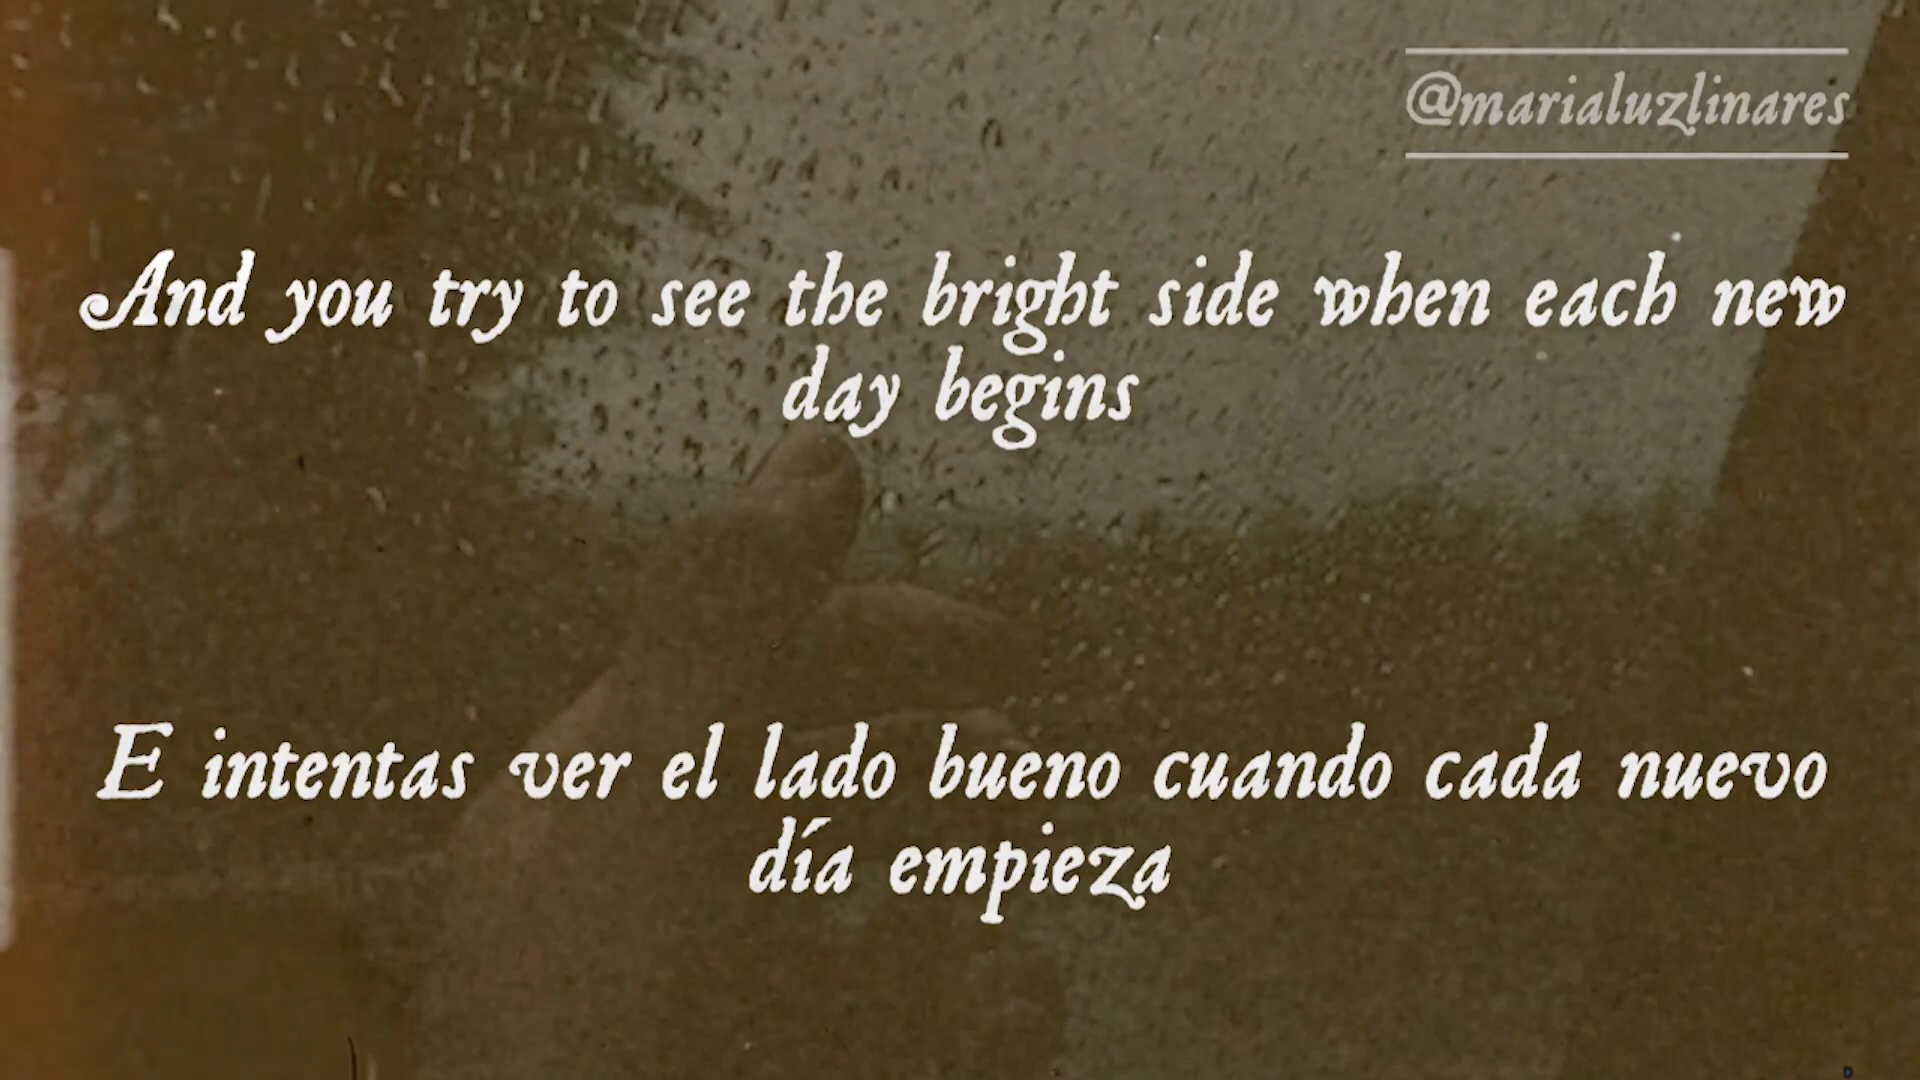 @marialuzlinares
And you try to see the bright side when each new
day begins
E intentas ver el lado bueno cuando cada nuevo
día empieza